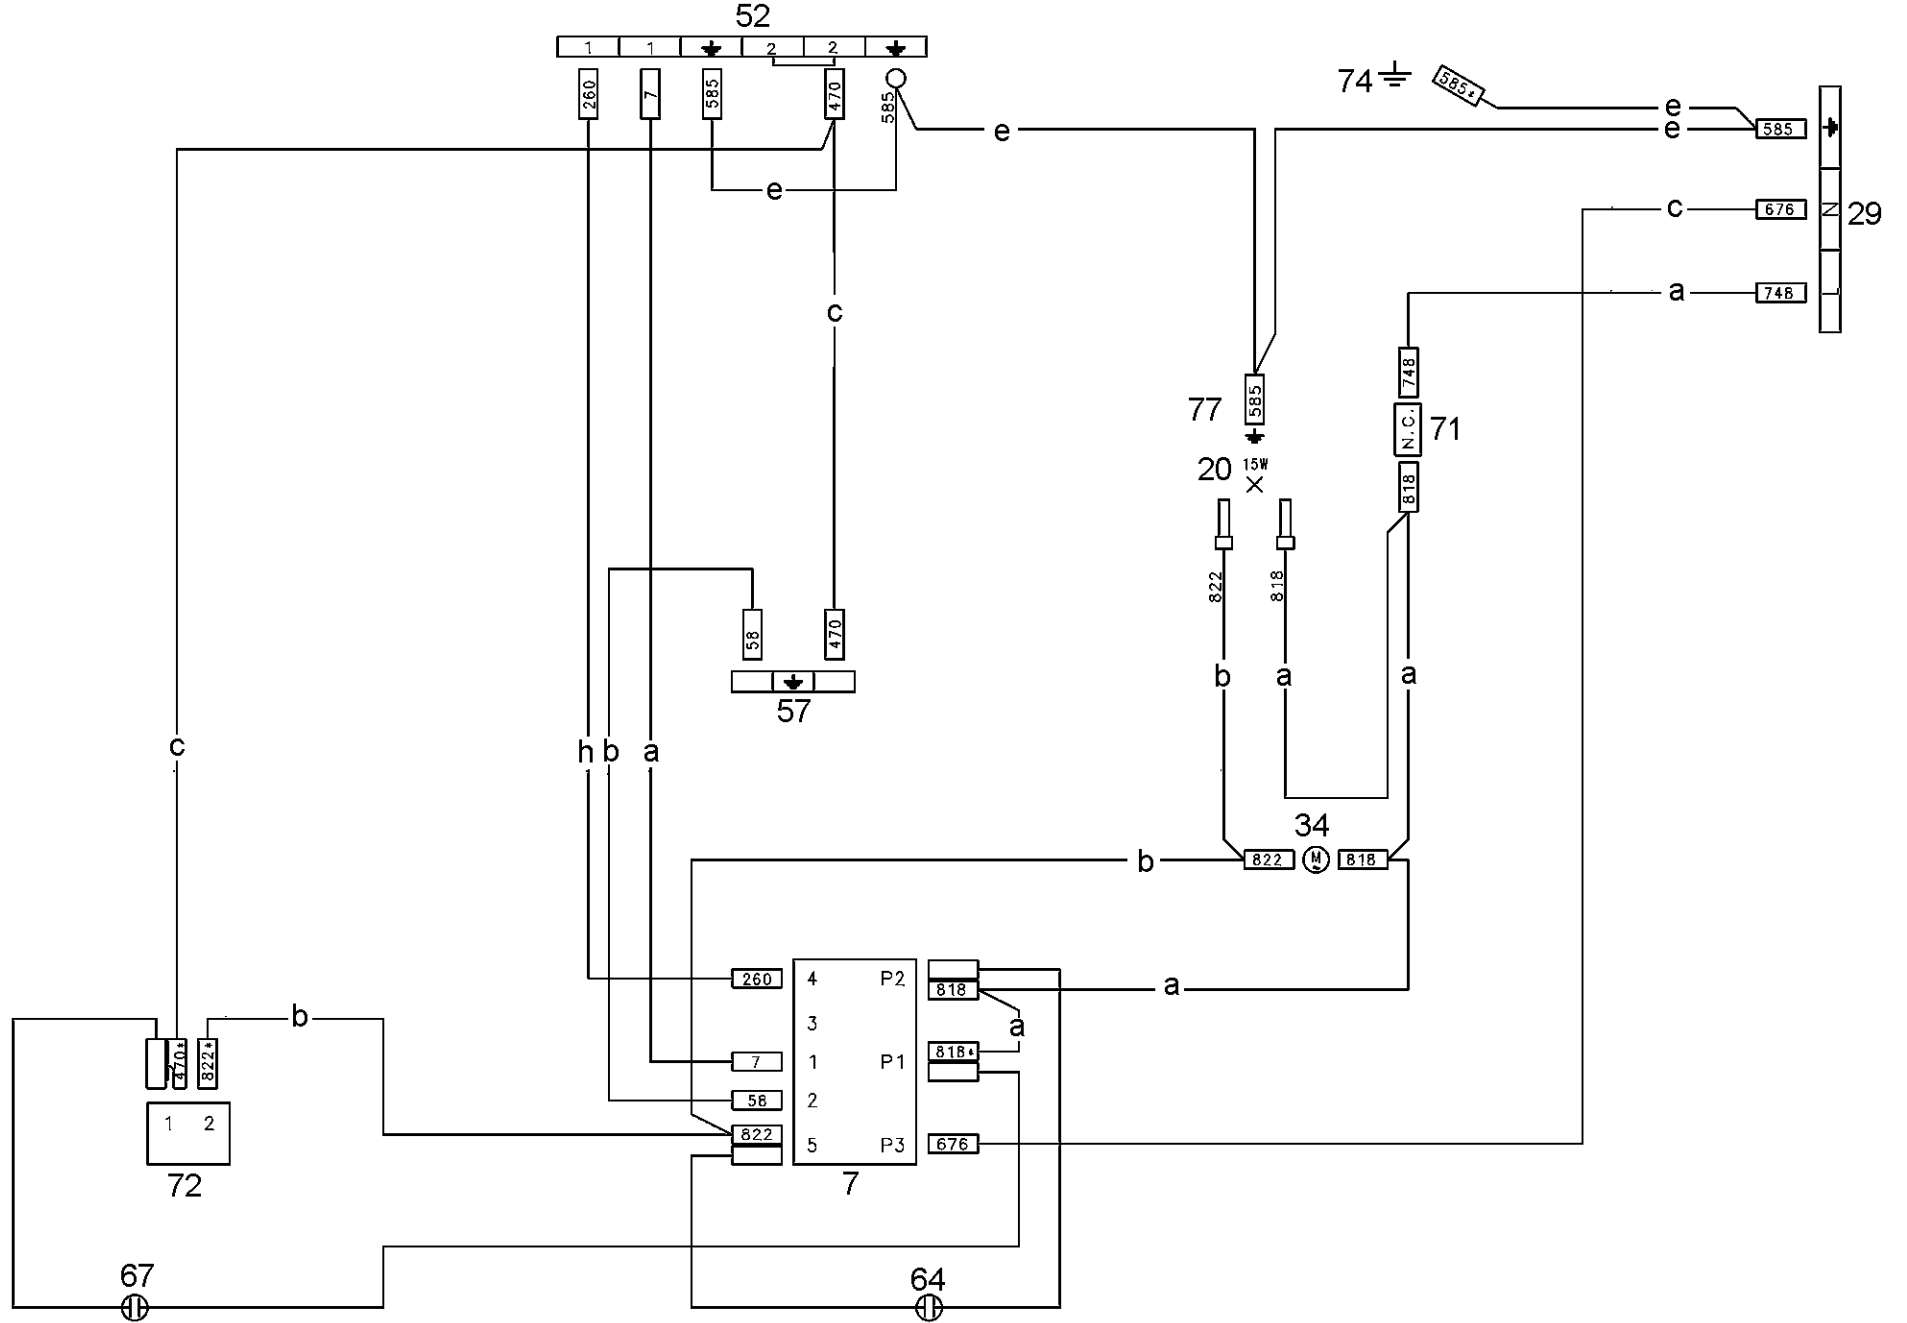 52
1 1 2 2
260 7 585 470 585
74 585*
e
e 585
e
e
c 676 N 29
a 748 L
c
748
77 585
N.C. 71
20 15W
818
822 818
58 470
b a a
57
c
h b a
34
b 822 M 818
260 4 P2 818
a
3
b
a
470* 822*
818*
7 1 P1
58 2
1 2
822
5 P3 676
72
7
67
64